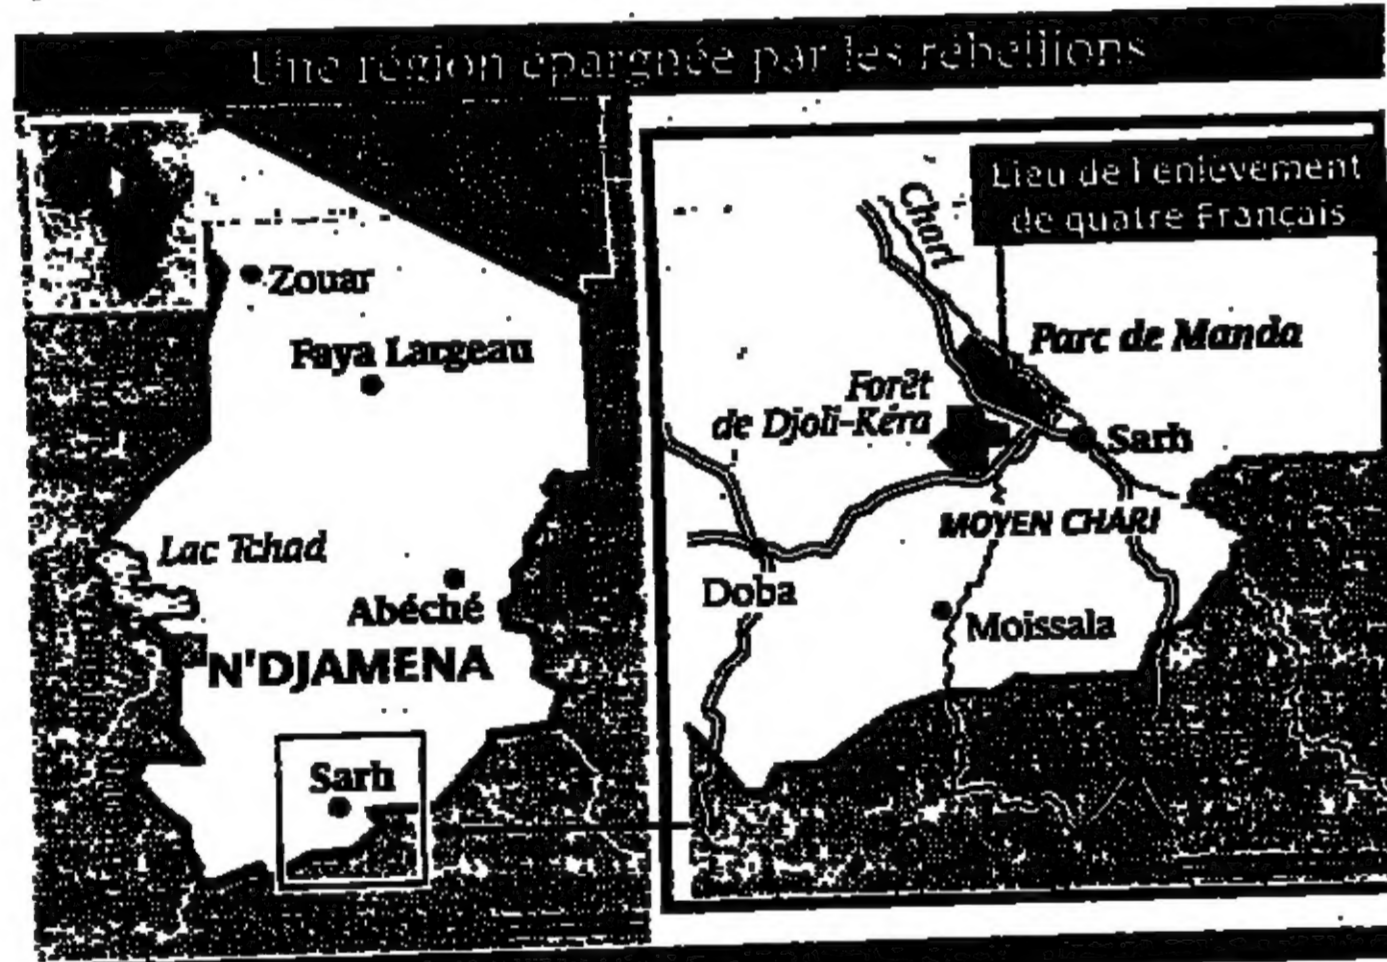 Une région épargnée par les rébellions
Zouar
Faya Largeau
Lac Tchad
Abéché
N'DJAMENA
Sarh
Lieu de l'enlèvement
de quatre Français
Chari
Parc de Manda
Forêt
de Djoli-Kéra
Sarh
MOYEN CHARI
Doba
Moissala